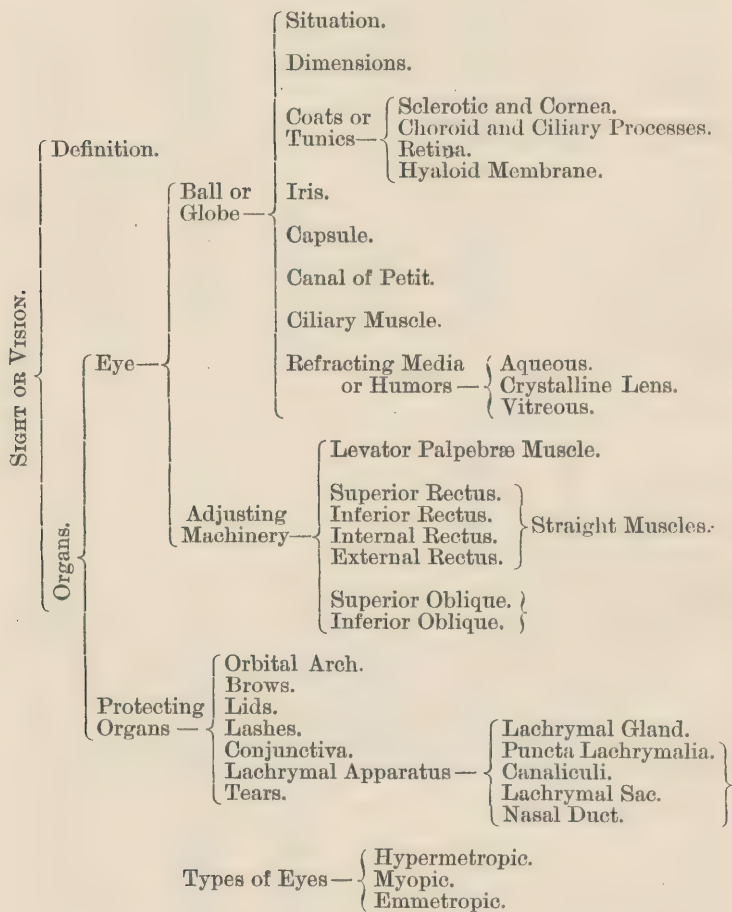 SIGHT OR VISION.
Definition.
Organs.
Eye—
Ball or
Globe—
Situation.
Dimensions.
Coats or
Tunics—
Sclerotic and Cornea.
Choroid and Ciliary Processes.
Retina.
Hyaloid Membrane.
Iris.
Capsule.
Canal of Petit.
Ciliary Muscle.
Refracting Media
or Humors—
Aqueous.
Crystalline Lens.
Vitreous.
Adjusting
Machinery—
Levator Palpebræ Muscle.
Superior Rectus.
Inferior Rectus.
Internal Rectus.
External Rectus.
Straight Muscles.
Superior Oblique.
Inferior Oblique.
Protecting
Organs—
Orbital Arch.
Brows.
Lids.
Lashes.
Conjunctiva.
Lachrymal Apparatus—
Lachrymal Gland.
Puncta Lachrymalia.
Canaliculi.
Lachrymal Sac.
Nasal Duct.
Tears.
Types of Eyes—
Hypermetropic.
Myopic.
Emmetropic.